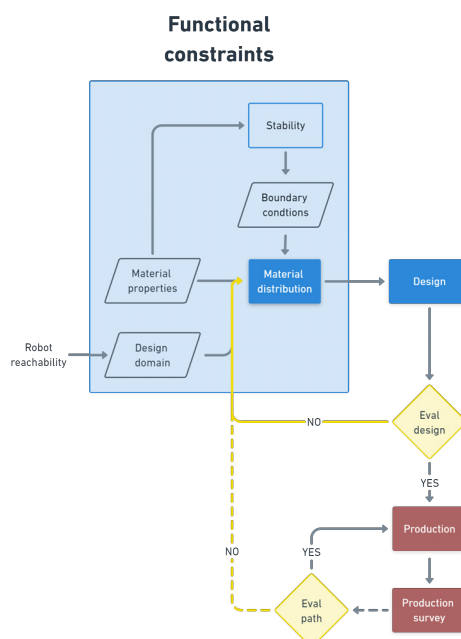 Functional
constraints
Stability
Boundary
condtions
Material
properties
Material
distribution
Design
Robot
reachability
Design
domain
Eval
design
NO
YES
Production
NO
YES
Eval
path
Production
survey